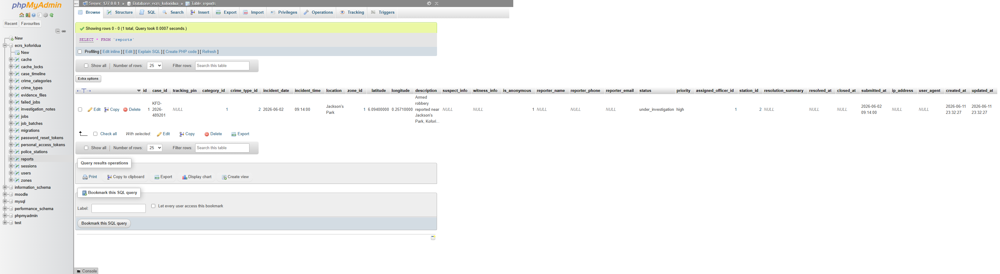 phpMyAdmin
Recent Favourites
New
ecrs_koforidua
New
cache
cache_locks
case_timeline
crime_categories
crime_types
evidence_files
failed_jobs
investigation_notes
jobs
job_batches
migrations
password_reset_tokens
personal_access_tokens
police_stations
reports
sessions
users
zones
information_schema
moodle
mysql
performance_schema
phpmyadmin
test
Server: 127.0.0.1 » Database: ecrs_koforidua » Table: reports
Browse Structure SQL Search Insert Export Import Privileges Operations Tracking Triggers
Showing rows 0 - 0 (1 total, Query took 0.0007 seconds.)
SELECT * FROM `reports`
Profiling [ Edit inline ] [ Edit ] [ Explain SQL ] [ Create PHP code ] [ Refresh ]
Show all Number of rows: 25 Filter rows: Search this table
Extra options
id case_id tracking_pin category_id crime_type_id incident_date incident_time location zone_id latitude longitude description suspect_info witness_info is_anonymous reporter_name reporter_phone reporter_email status priority assigned_officer_id station_id resolution_summary resolved_at closed_at submitted_at ip_address user_agent created_at updated_at
Edit Copy Delete 1 KFD-2026-489201 NULL 1 2 2026-06-02 09:14:00 Jackson's Park 1 6.09400000 0.25710000 Armed robbery reported near Jackson's Park, Kofori... NULL NULL 1 NULL NULL NULL under_investigation high 1 2 NULL NULL NULL 2026-06-02 09:14:00 NULL NULL 2026-06-11 23:32:27 2026-06-11 23:32:27
Check all With selected: Edit Copy Delete Export
Show all Number of rows: 25 Filter rows: Search this table
Query results operations
Print Copy to clipboard Export Display chart Create view
Bookmark this SQL query
Label: Let every user access this bookmark
Bookmark this SQL query
Console